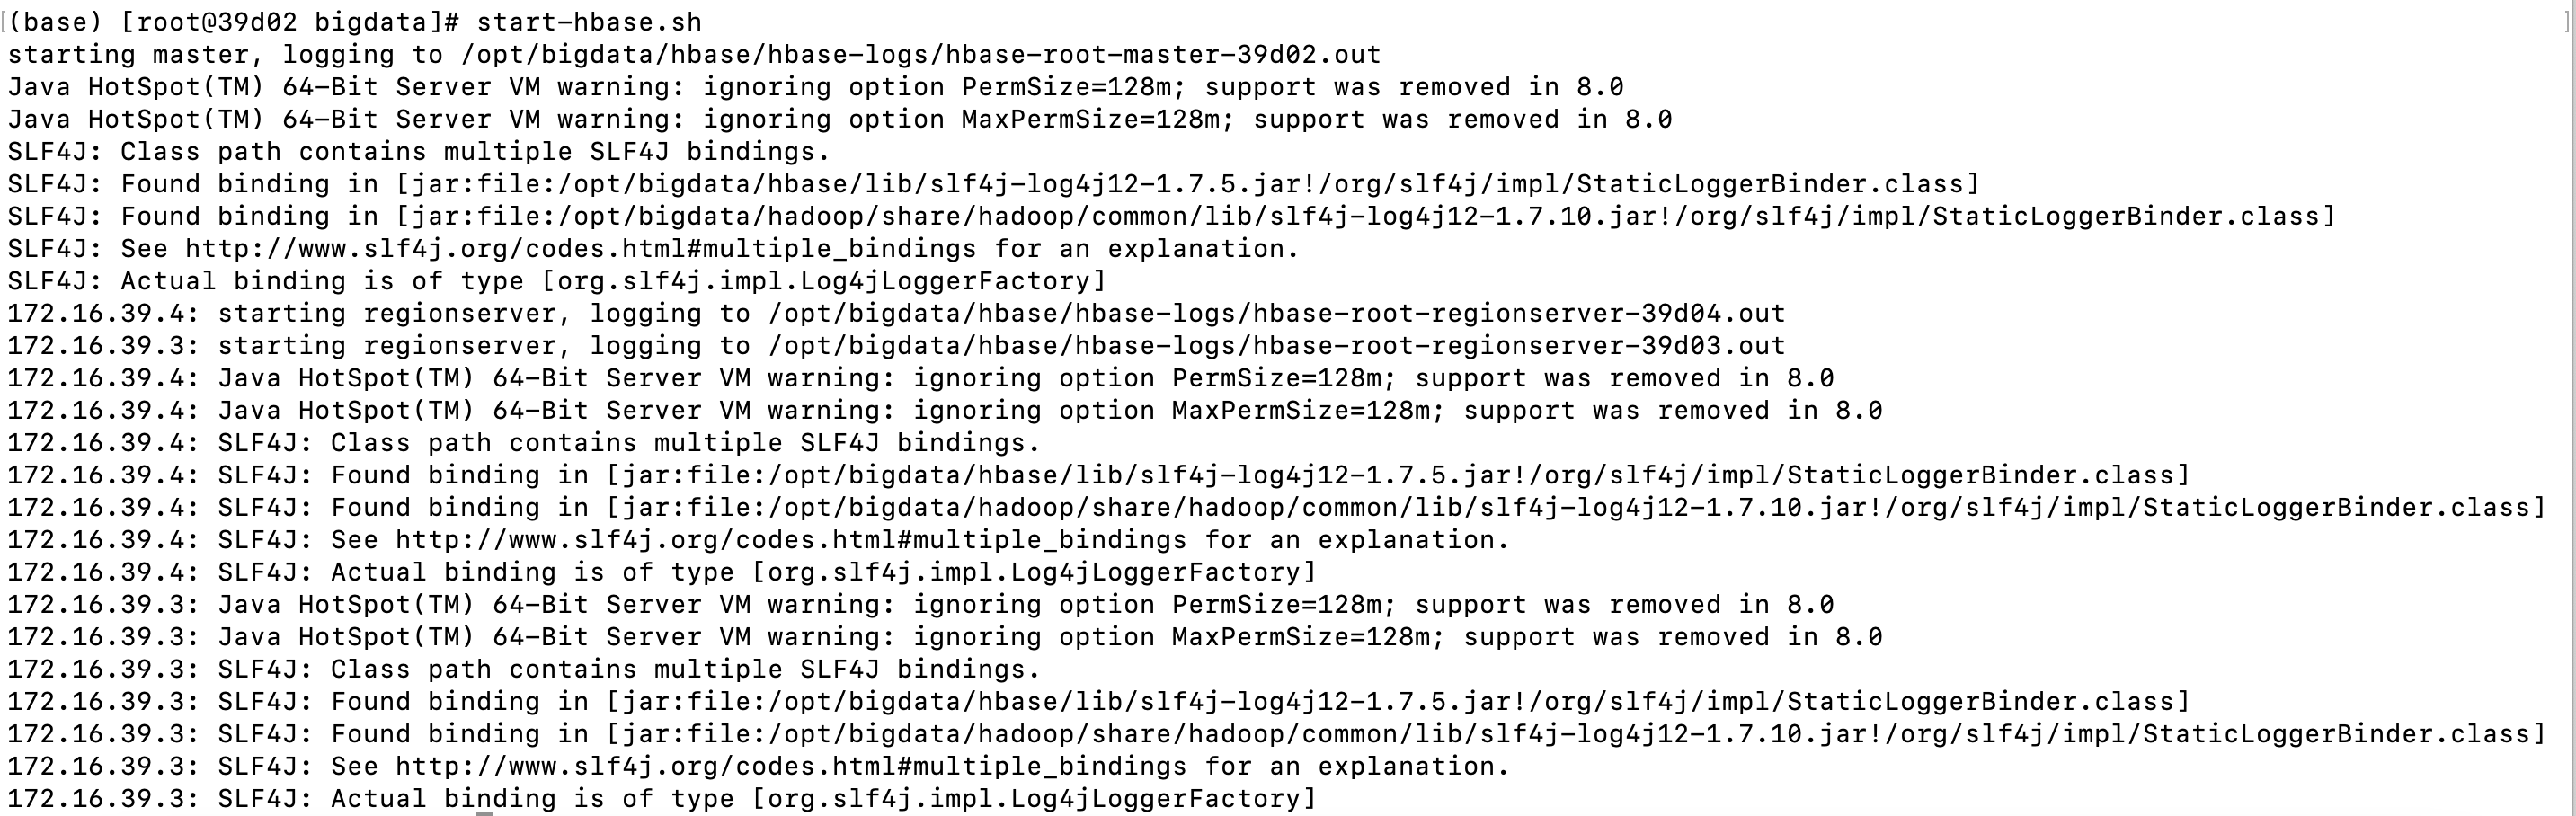 (base) [root@39d02 bigdata]# start-hbase.sh
starting master, logging to /opt/bigdata/hbase/hbase-logs/hbase-root-master-39d02.out
Java HotSpot(TM) 64-Bit Server VM warning: ignoring option PermSize=128m; support was removed in 8.0
Java HotSpot(TM) 64-Bit Server VM warning: ignoring option MaxPermSize=128m; support was removed in 8.0
SLF4J: Class path contains multiple SLF4J bindings.
SLF4J: Found binding in [jar:file:/opt/bigdata/hbase/lib/slf4j-log4j12-1.7.5.jar!/org/slf4j/impl/StaticLoggerBinder.class]
SLF4J: Found binding in [jar:file:/opt/bigdata/hadoop/share/hadoop/common/lib/slf4j-log4j12-1.7.10.jar!/org/slf4j/impl/StaticLoggerBinder.class]
SLF4J: See http://www.slf4j.org/codes.html#multiple_bindings for an explanation.
SLF4J: Actual binding is of type [org.slf4j.impl.Log4jLoggerFactory]
172.16.39.4: starting regionserver, logging to /opt/bigdata/hbase/hbase-logs/hbase-root-regionserver-39d04.out
172.16.39.3: starting regionserver, logging to /opt/bigdata/hbase/hbase-logs/hbase-root-regionserver-39d03.out
172.16.39.4: Java HotSpot(TM) 64-Bit Server VM warning: ignoring option PermSize=128m; support was removed in 8.0
172.16.39.4: Java HotSpot(TM) 64-Bit Server VM warning: ignoring option MaxPermSize=128m; support was removed in 8.0
172.16.39.4: SLF4J: Class path contains multiple SLF4J bindings.
172.16.39.4: SLF4J: Found binding in [jar:file:/opt/bigdata/hbase/lib/slf4j-log4j12-1.7.5.jar!/org/slf4j/impl/StaticLoggerBinder.class]
172.16.39.4: SLF4J: Found binding in [jar:file:/opt/bigdata/hadoop/share/hadoop/common/lib/slf4j-log4j12-1.7.10.jar!/org/slf4j/impl/StaticLoggerBinder.class]
172.16.39.4: SLF4J: See http://www.slf4j.org/codes.html#multiple_bindings for an explanation.
172.16.39.4: SLF4J: Actual binding is of type [org.slf4j.impl.Log4jLoggerFactory]
172.16.39.3: Java HotSpot(TM) 64-Bit Server VM warning: ignoring option PermSize=128m; support was removed in 8.0
172.16.39.3: Java HotSpot(TM) 64-Bit Server VM warning: ignoring option MaxPermSize=128m; support was removed in 8.0
172.16.39.3: SLF4J: Class path contains multiple SLF4J bindings.
172.16.39.3: SLF4J: Found binding in [jar:file:/opt/bigdata/hbase/lib/slf4j-log4j12-1.7.5.jar!/org/slf4j/impl/StaticLoggerBinder.class]
172.16.39.3: SLF4J: Found binding in [jar:file:/opt/bigdata/hadoop/share/hadoop/common/lib/slf4j-log4j12-1.7.10.jar!/org/slf4j/impl/StaticLoggerBinder.class]
172.16.39.3: SLF4J: See http://www.slf4j.org/codes.html#multiple_bindings for an explanation.
172.16.39.3: SLF4J: Actual binding is of type [org.slf4j.impl.Log4jLoggerFactory]